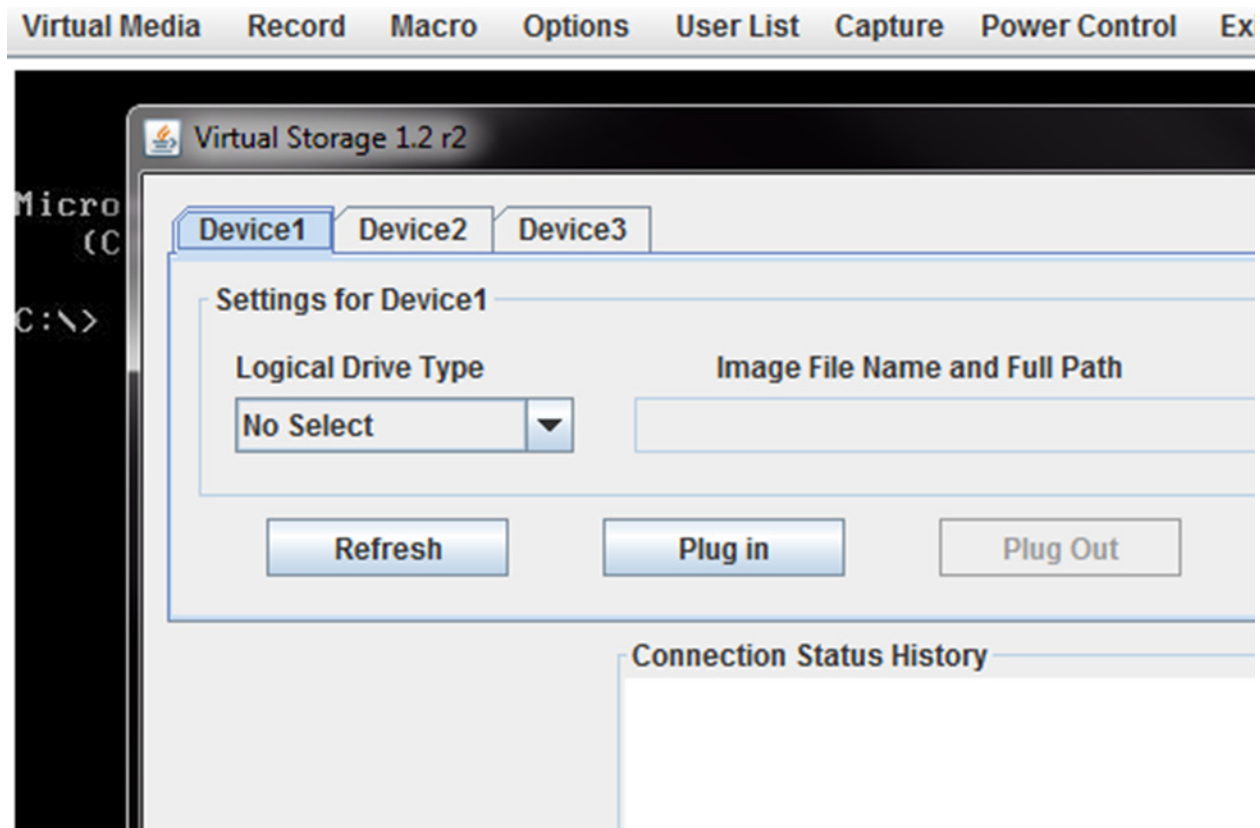 Virtual Media Record Macro Options User List Capture Power Control Ex
Virtual Storage 1.2 r2
Micro
(C
C:\>
Device1 Device2 Device3
Settings for Device1
Logical Drive Type Image File Name and Full Path
No Select
Refresh Plug in Plug Out
Connection Status History